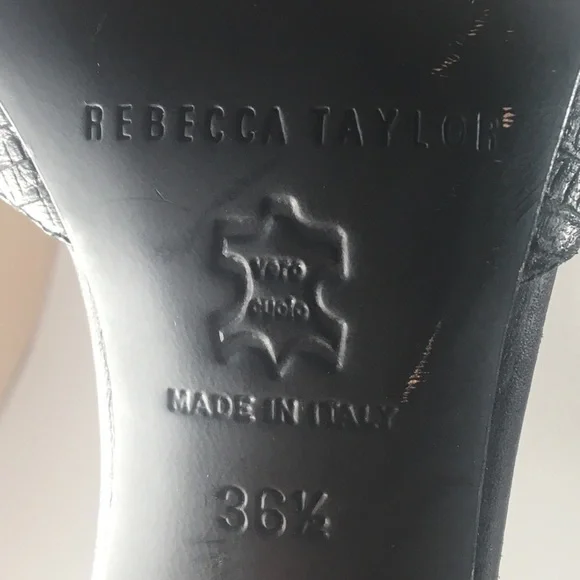 REBECCA TAYLOR
vero
cuoio
MADE IN ITALY
36½